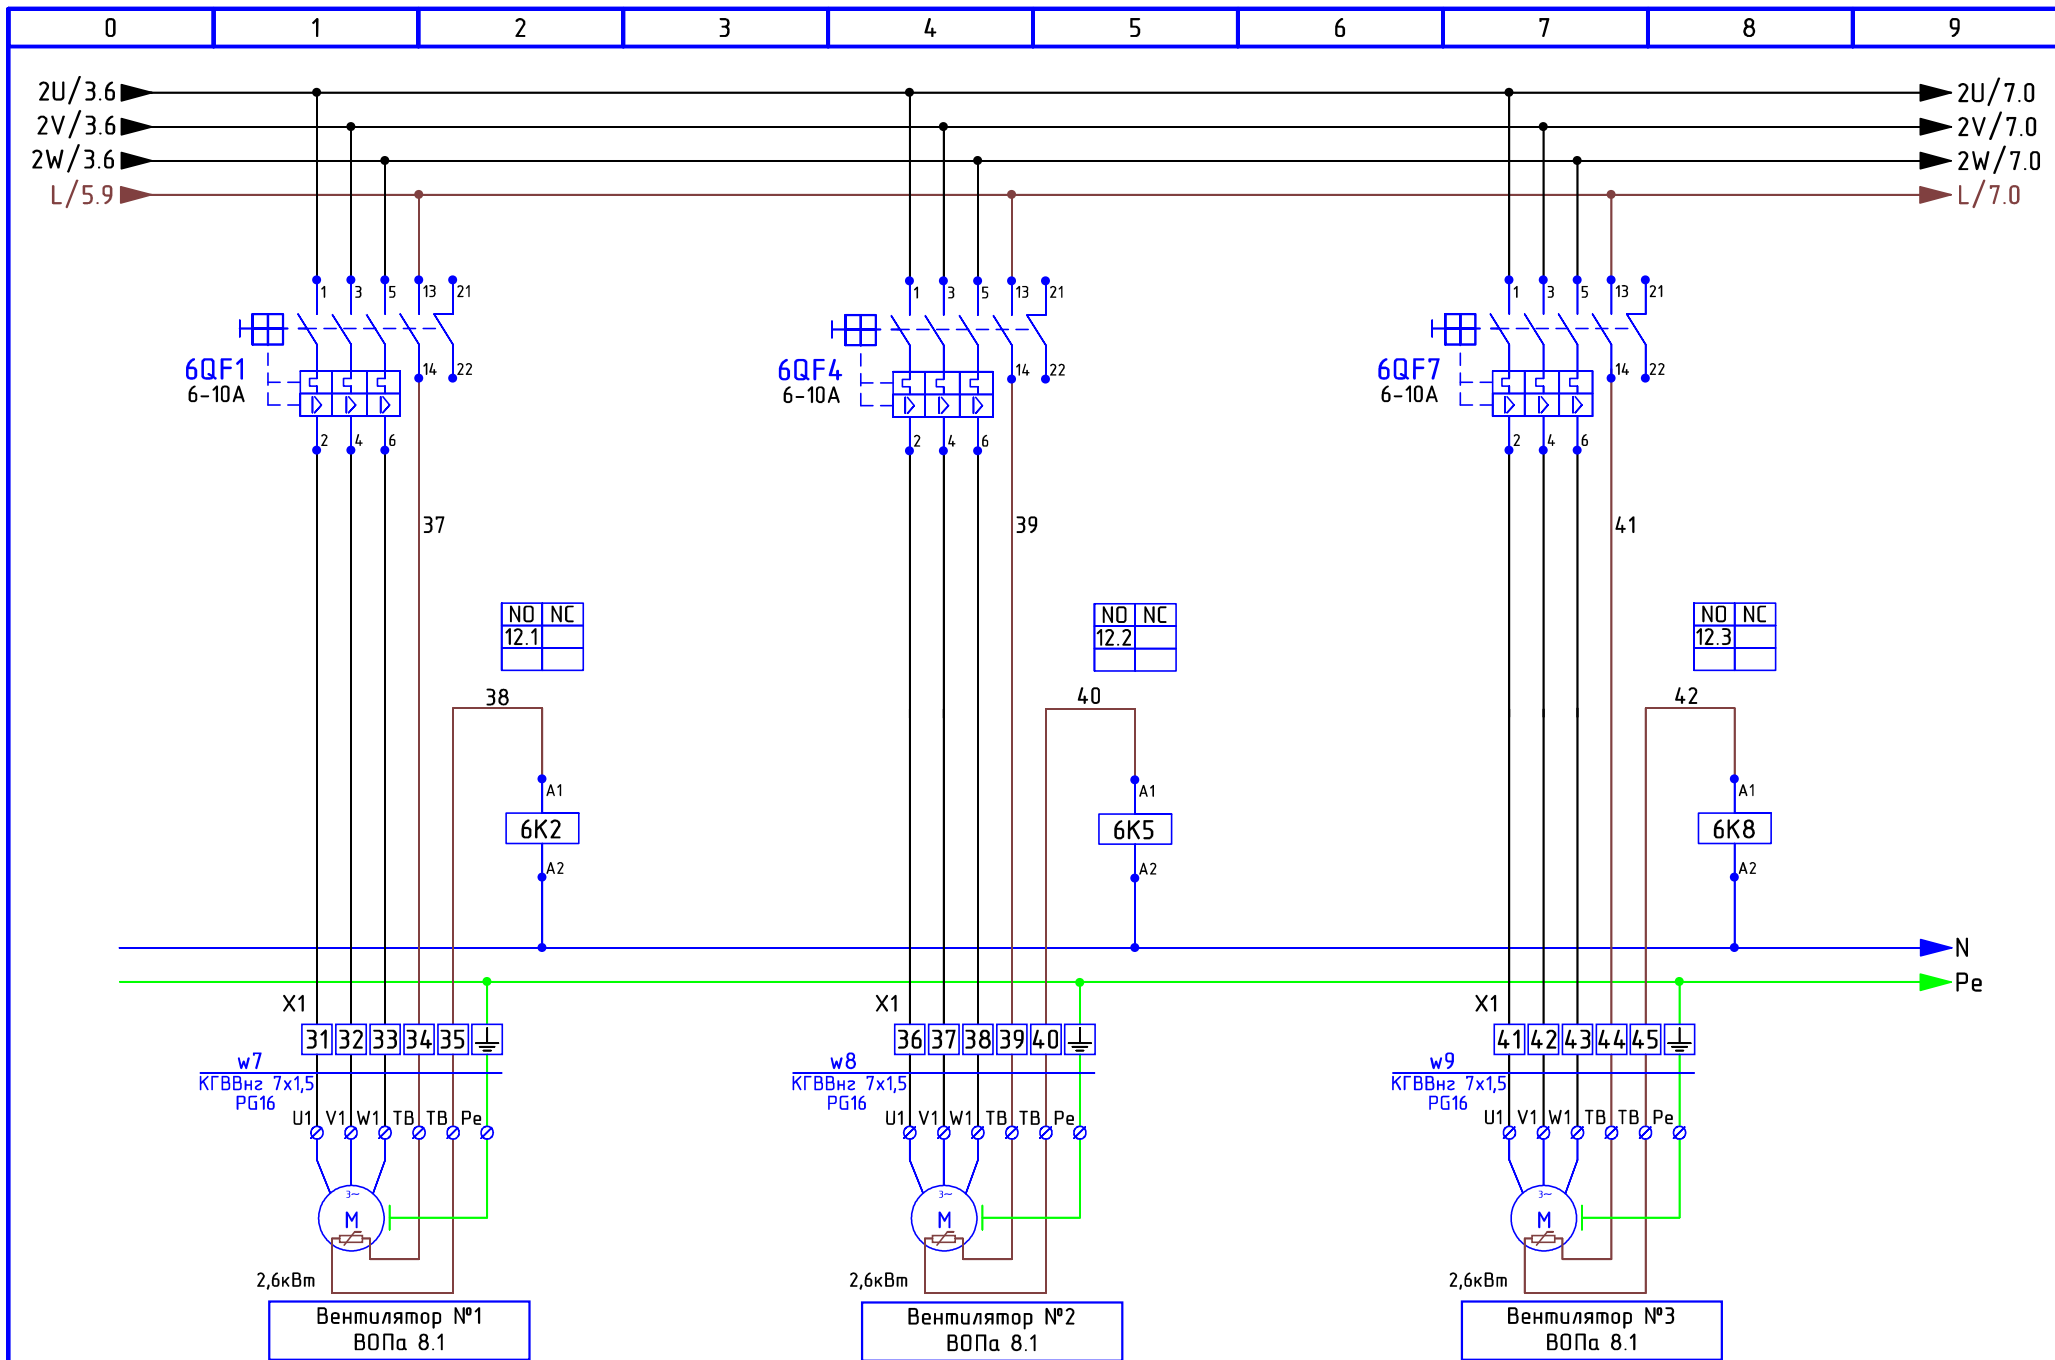 0 1 2 3 4 5 6 7 8 9
2U/3.6 2U/7.0
2V/3.6 2V/7.0
2W/3.6 2W/7.0
L/5.9 L/7.0
1 3 5 13 21 1 3 5 13 21 1 3 5 13 21
6QF1 14 22 6QF4 14 22 6QF7 14 22
6-10A 6-10A 6-10A
2 4 6 2 4 6 2 4 6
37 39 41
NO NC NO NC NO NC
12.1 12.2 12.3
38 40 42
A1 A1 A1
6K2 6K5 6K8
A2 A2 A2
N
Pe
X1 X1 X1
31 32 33 34 35 36 37 38 39 40 41 42 43 44 45
w7 w8 w9
КГВВнг 7х1,5 КГВВнг 7х1,5 КГВВнг 7х1,5
PG16 PG16 PG16
U1 V1 W1 TB TB Pe U1 V1 W1 TB TB Pe U1 V1 W1 TB TB Pe
3~ 3~ 3~
M M M
2,6кВт 2,6кВт 2,6кВт
Вентилятор №1 Вентилятор №2 Вентилятор №3
ВОПа 8.1 ВОПа 8.1 ВОПа 8.1